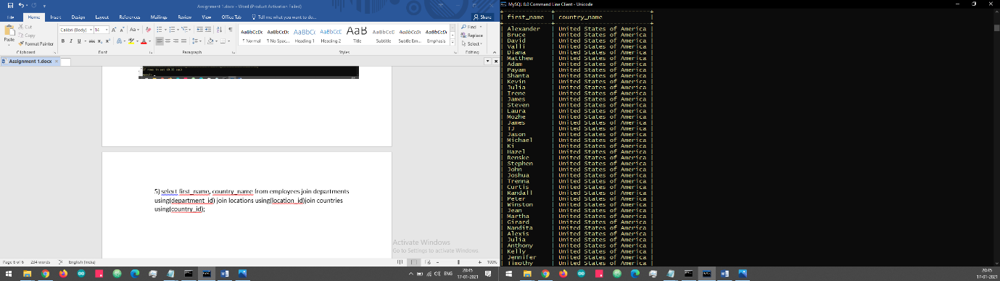 Assignment 1.docx - Word (Product Activation Failed)
File Home Insert Design Layout References Mailings Review View Office Tab Tell me what you want to do... Share
Paste
Cut
Copy
Format Painter
Calibri (Body) 14
AaBbCcDc AaBbCcDc AaBbC( AaBbCcC AaB AaBbCcC AaBbCcDc AaBbCcDc
¶ Normal ¶ No Spac... Heading 1 Heading 2 Title Subtitle Subtle Em... Emphasis
Find
Replace
Select
Clipboard Font Paragraph Styles Editing
Assignment 1.docx
5) select first_name, country_name from employees join departments
using(department_id) join locations using(location_id)join countries
using(country_id);
Activate Windows
Go to Settings to activate Windows.
Page 6 of 6 234 words English (India) 100%
ENG
20:45
17-01-2021
MySQL 8.0 Command Line Client - Unicode
| first_name | country_name |
| Alexander | United States of America |
| Bruce | United States of America |
| David | United States of America |
| Valli | United States of America |
| Diana | United States of America |
| Matthew | United States of America |
| Adam | United States of America |
| Payam | United States of America |
| Shanta | United States of America |
| Kevin | United States of America |
| Julia | United States of America |
| Irene | United States of America |
| James | United States of America |
| Steven | United States of America |
| Laura | United States of America |
| Mozhe | United States of America |
| James | United States of America |
| TJ | United States of America |
| Jason | United States of America |
| Michael | United States of America |
| Ki | United States of America |
| Hazel | United States of America |
| Renske | United States of America |
| Stephen | United States of America |
| John | United States of America |
| Joshua | United States of America |
| Trenna | United States of America |
| Curtis | United States of America |
| Randall | United States of America |
| Peter | United States of America |
| Winston | United States of America |
| Jean | United States of America |
| Martha | United States of America |
| Girard | United States of America |
| Nandita | United States of America |
| Alexis | United States of America |
| Julia | United States of America |
| Anthony | United States of America |
| Kelly | United States of America |
| Jennifer | United States of America |
| Timothy | United States of America |
20:45
17-01-2021